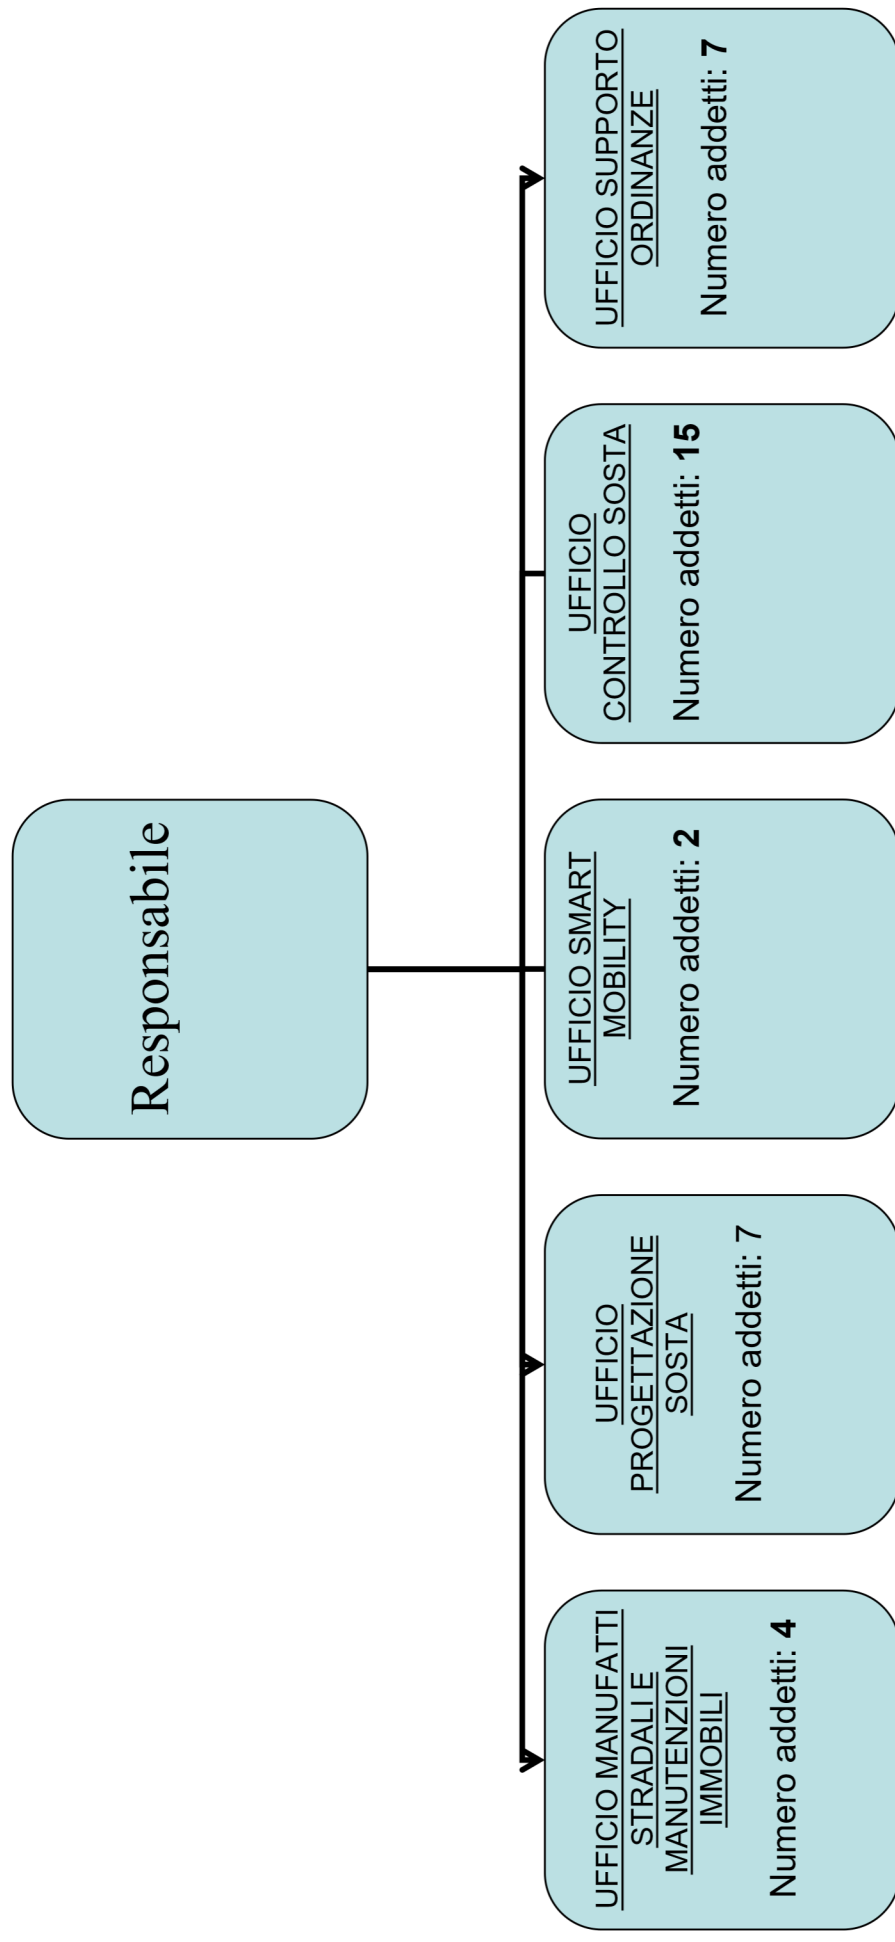 Responsabile
UFFICIO MANUFATTI
STRADALI E
MANUTENZIONI
IMMOBILI
Numero addetti: 4
UFFICIO
PROGETTAZIONE
SOSTA
Numero addetti: 7
UFFICIO SMART
MOBILITY
Numero addetti: 2
UFFICIO
CONTROLLO SOSTA
Numero addetti: 15
UFFICIO SUPPORTO
ORDINANZE
Numero addetti: 7